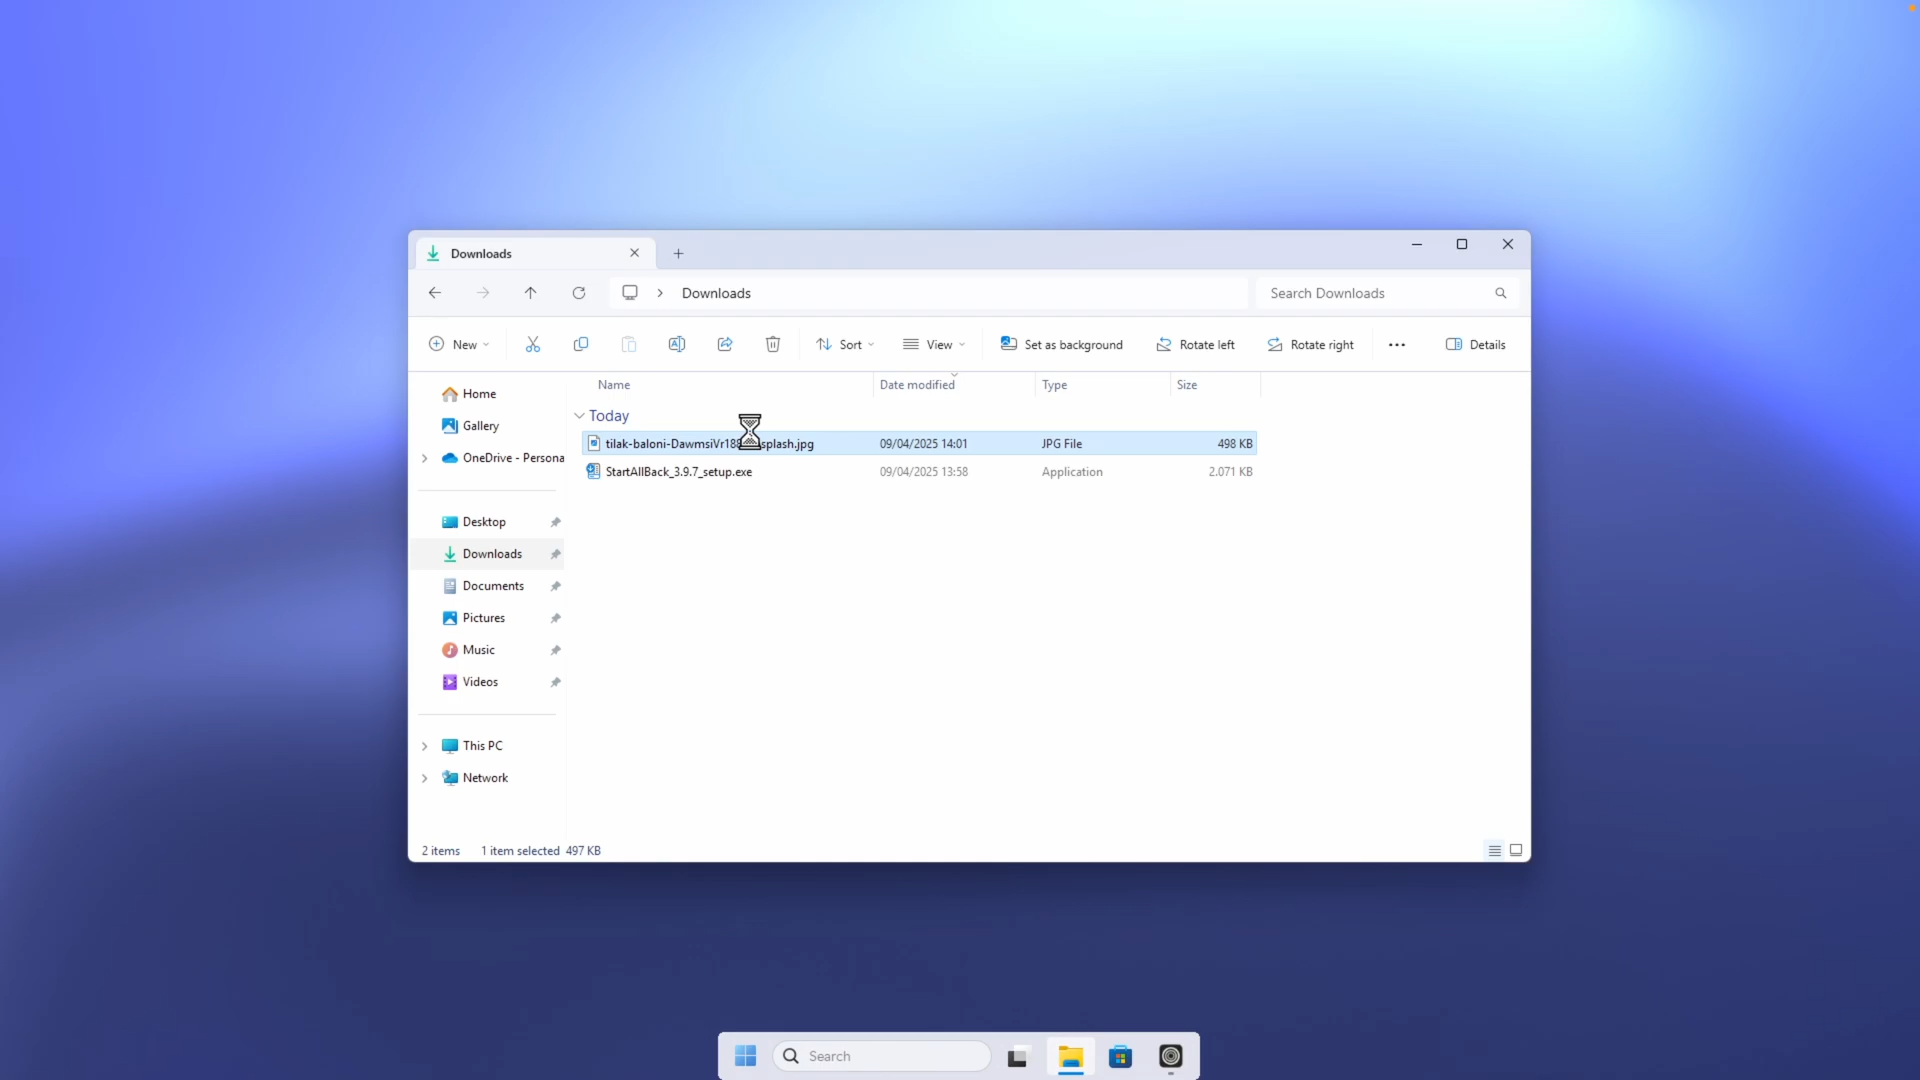 Downloads
Downloads
Search Downloads
New
Sort
View
Set as background
Rotate left
Rotate right
Details
Name
Date modified
Type
Size
Home
Gallery
OneDrive - Persona
Desktop
Downloads
Documents
Pictures
Music
Videos
This PC
Network
Today
tilak-baloni-DawmsiVr188 splash.jpg 09/04/2025 14:01 JPG File 498 KB
StartAllBack_3.9.7_setup.exe 09/04/2025 13:58 Application 2.071 KB
2 items 1 item selected 497 KB
Search